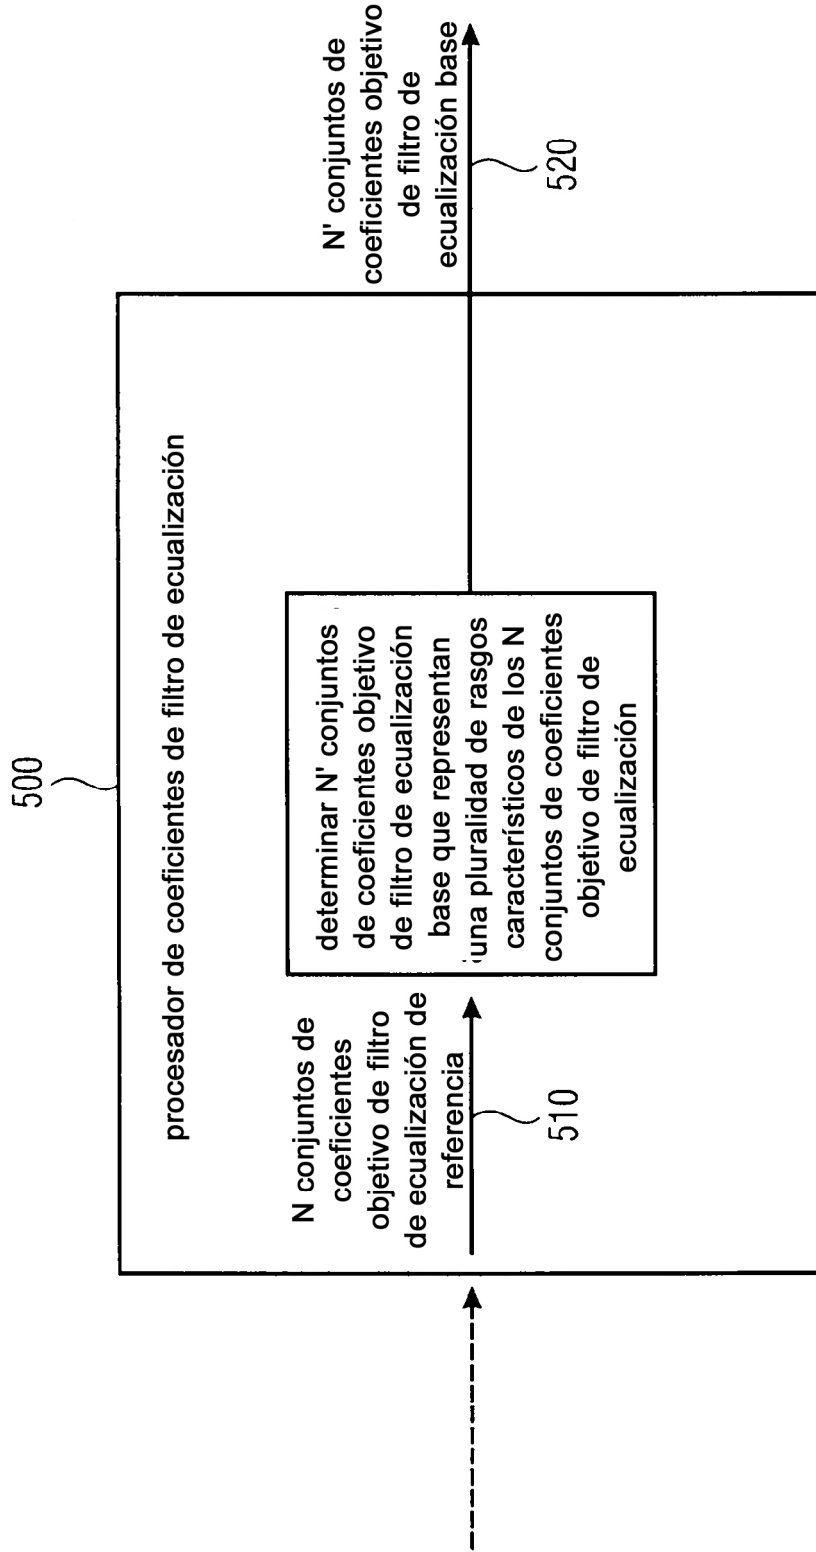 500
procesador de coeficientes de filtro de ecualización
N conjuntos de
coeficientes
objetivo de filtro
de ecualización de
referencia
510
determinar N' conjuntos
de coeficientes objetivo
de filtro de ecualización
base que representan
una pluralidad de rasgos
característicos de los N
conjuntos de coeficientes
objetivo de filtro de
ecualización
N' conjuntos de
coeficientes objetivo
de filtro de
ecualización base
520